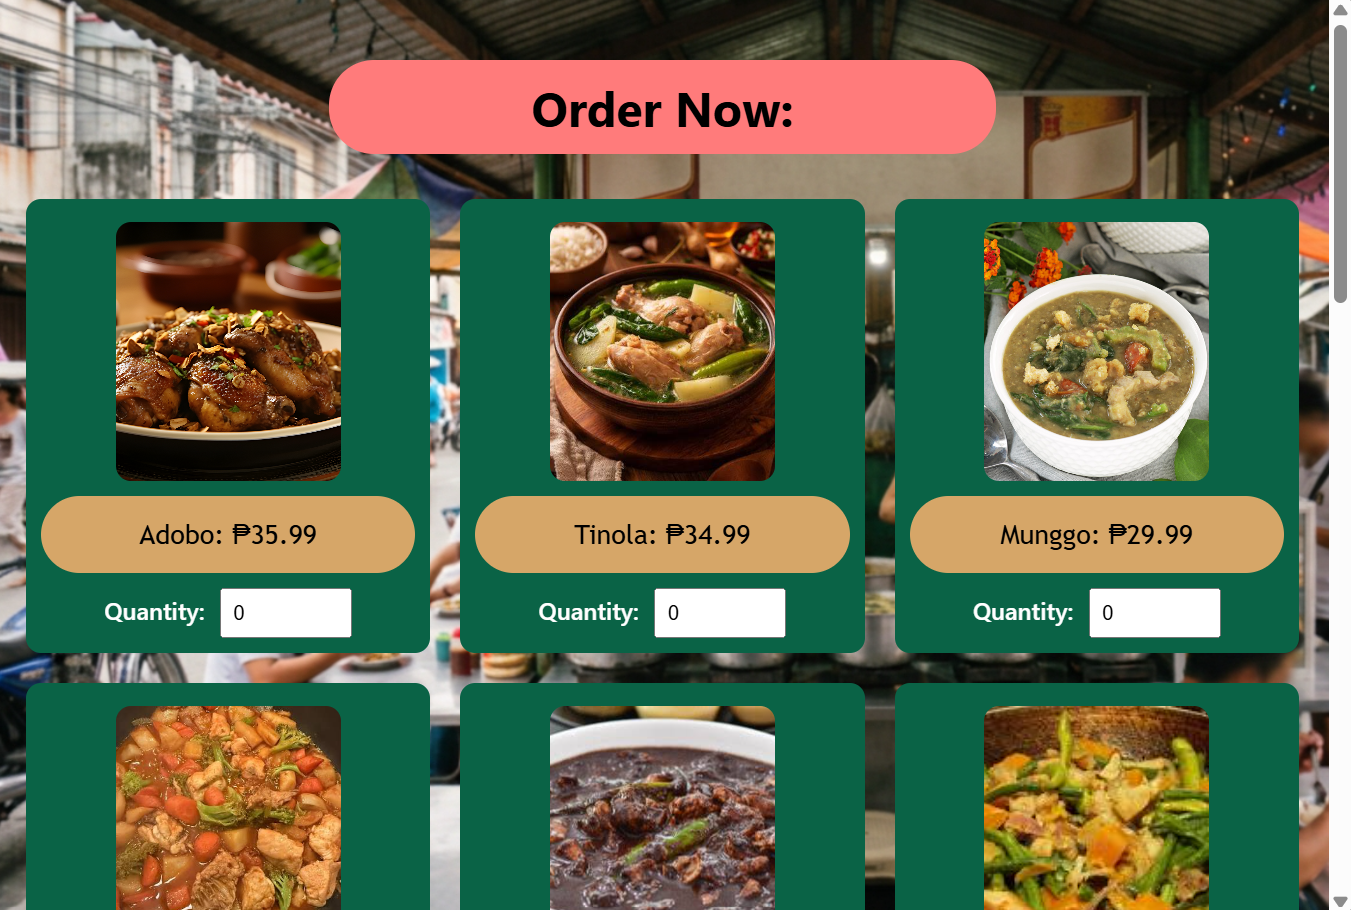 Order Now:
Adobo: ₱35.99
Tinola: ₱34.99
Munggo: ₱29.99
Quantity: 0
Quantity: 0
Quantity: 0